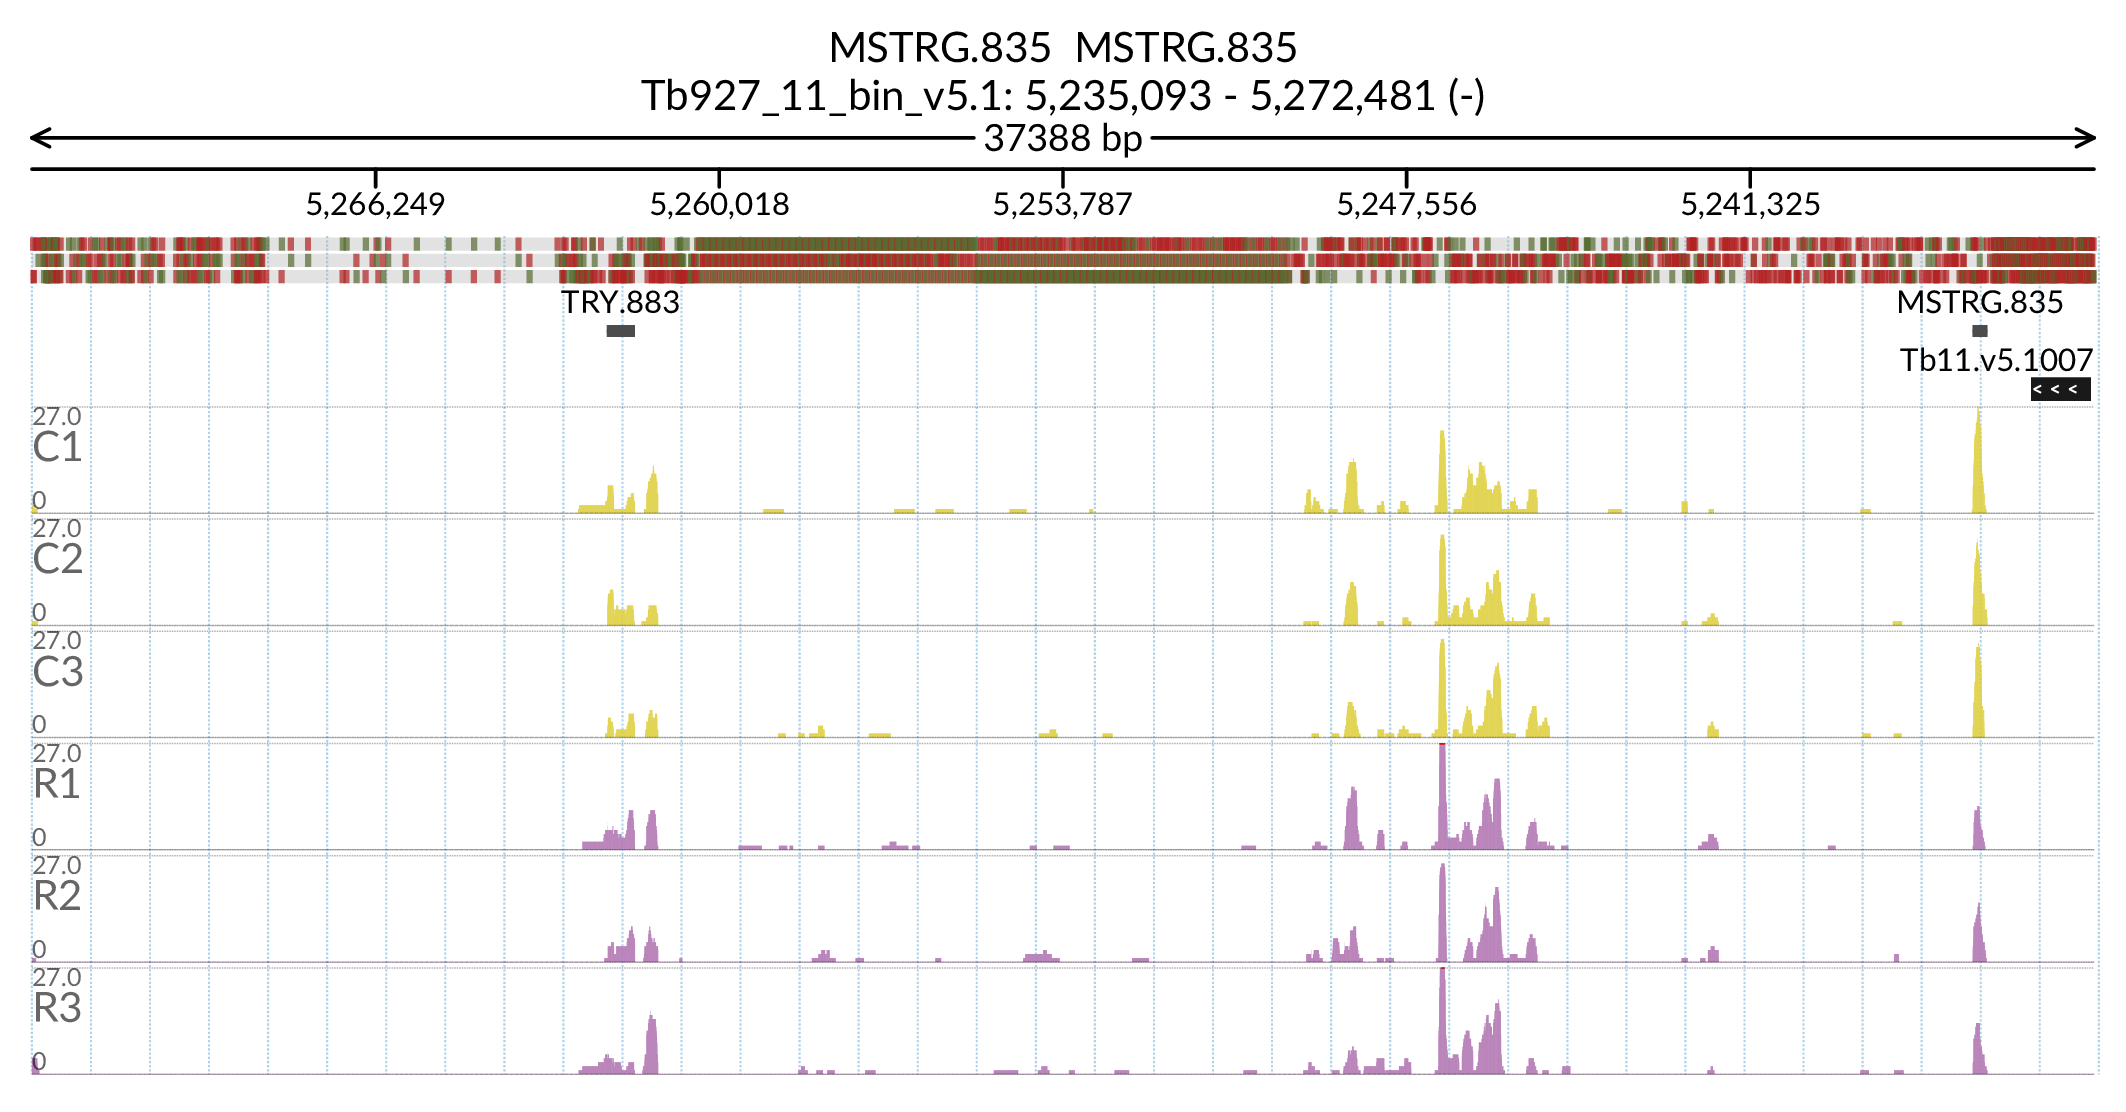 MSTRG.835 MSTRG.835
Tb927_11_bin_v5.1: 5,235,093 - 5,272,481 (-)
37388 bp
5,266,249 5,260,018 5,253,787 5,247,556 5,241,325
TRY.883 MSTRG.835
Tb11.v5.1007
< < <
27.0
C1
0
27.0
C2
0
27.0
C3
0
27.0
R1
0
27.0
R2
0
27.0
R3
0